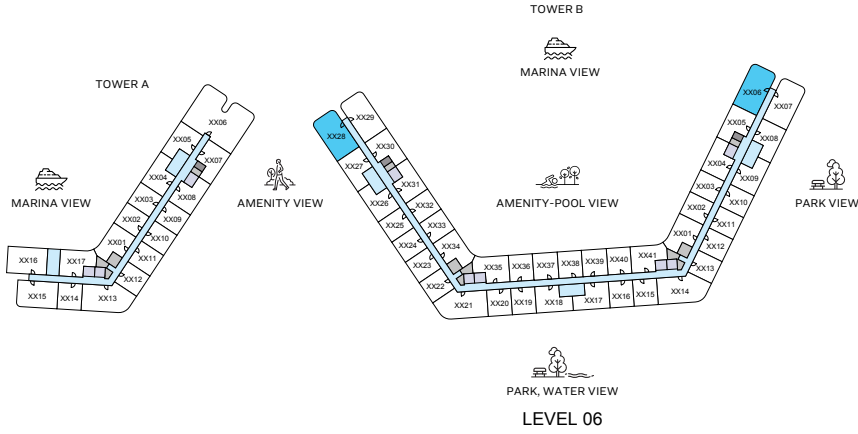 TOWER B
MARINA VIEW
TOWER A
XX06
XX05
XX07
XX04
XX08
XX03
XX09
XX02
XX10
XX01
XX11
XX12
XX16
XX17
XX15
XX14
XX13
MARINA VIEW
AMENITY VIEW
XX29
XX28
XX30
XX27
XX31
XX26
XX32
XX25
XX33
XX24
XX34
XX23
XX22
XX21
XX35
XX36
XX37
XX38
XX39
XX40
XX41
XX20
XX19
XX18
XX17
XX16
XX15
XX14
XX06
XX07
XX05
XX08
XX04
XX09
XX03
XX10
XX02
XX11
XX01
XX12
XX13
AMENITY-POOL VIEW
PARK VIEW
PARK, WATER VIEW
LEVEL 06